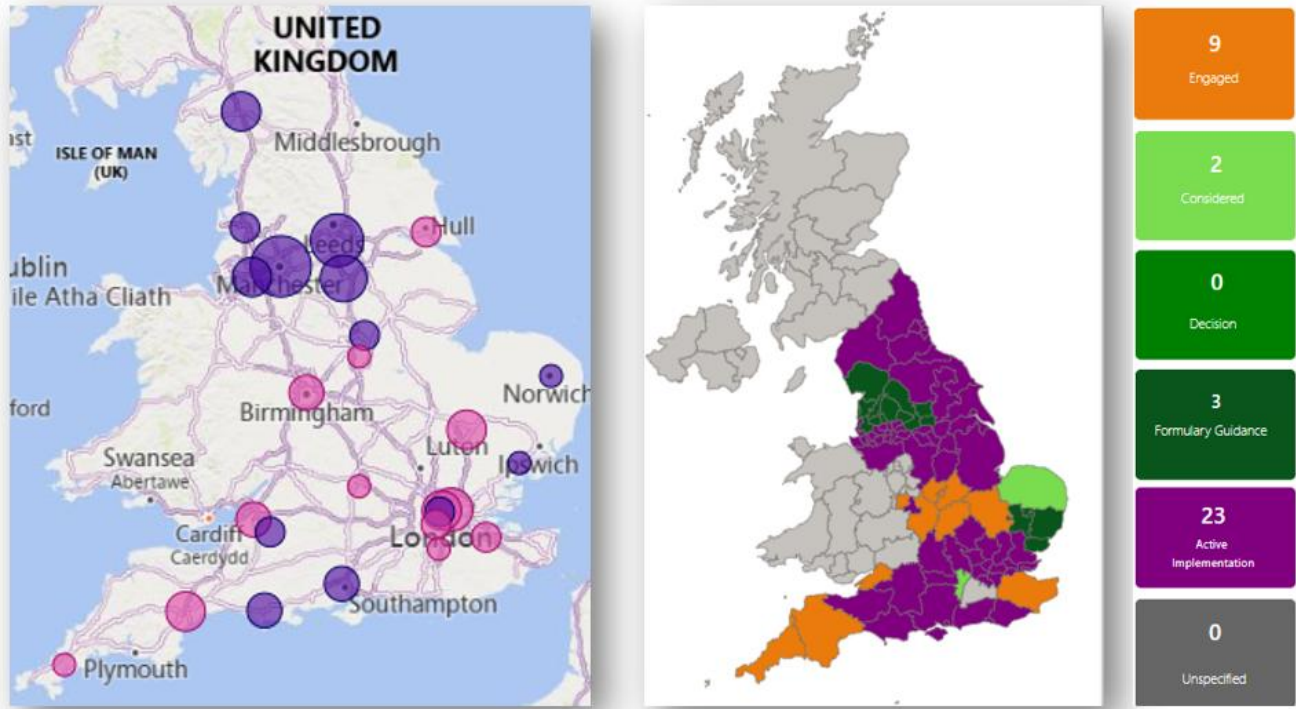 UNITED
KINGDOM
Middlesbrough
ISLE OF MAN
(UK)
Hull
Leeds
ublin
Manchester
ile Atha Cliath
Norwich
ford
Birmingham
Luton
Swansea
Ipswich
Abertawe
Cardiff
London
Caerdydd
Southampton
Plymouth
9
Engaged
2
Considered
0
Decision
3
Formulary Guidance
23
Active
Implementation
0
Unspecified